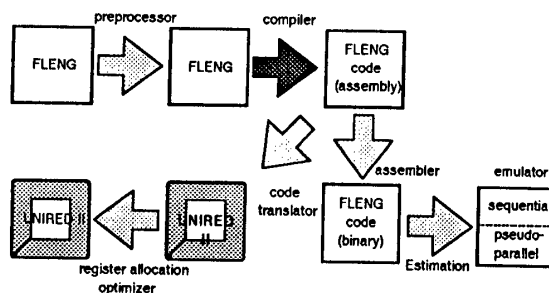 preprocessor
compiler
FLENG
FLENG
FLENG
code
(assembly)
assembler
emulator
code
translator
UNIRED II
UNIRED
II
FLENG
code
(binary)
sequential
pseudo-
parallel
Estimation
register allocation
optimizer